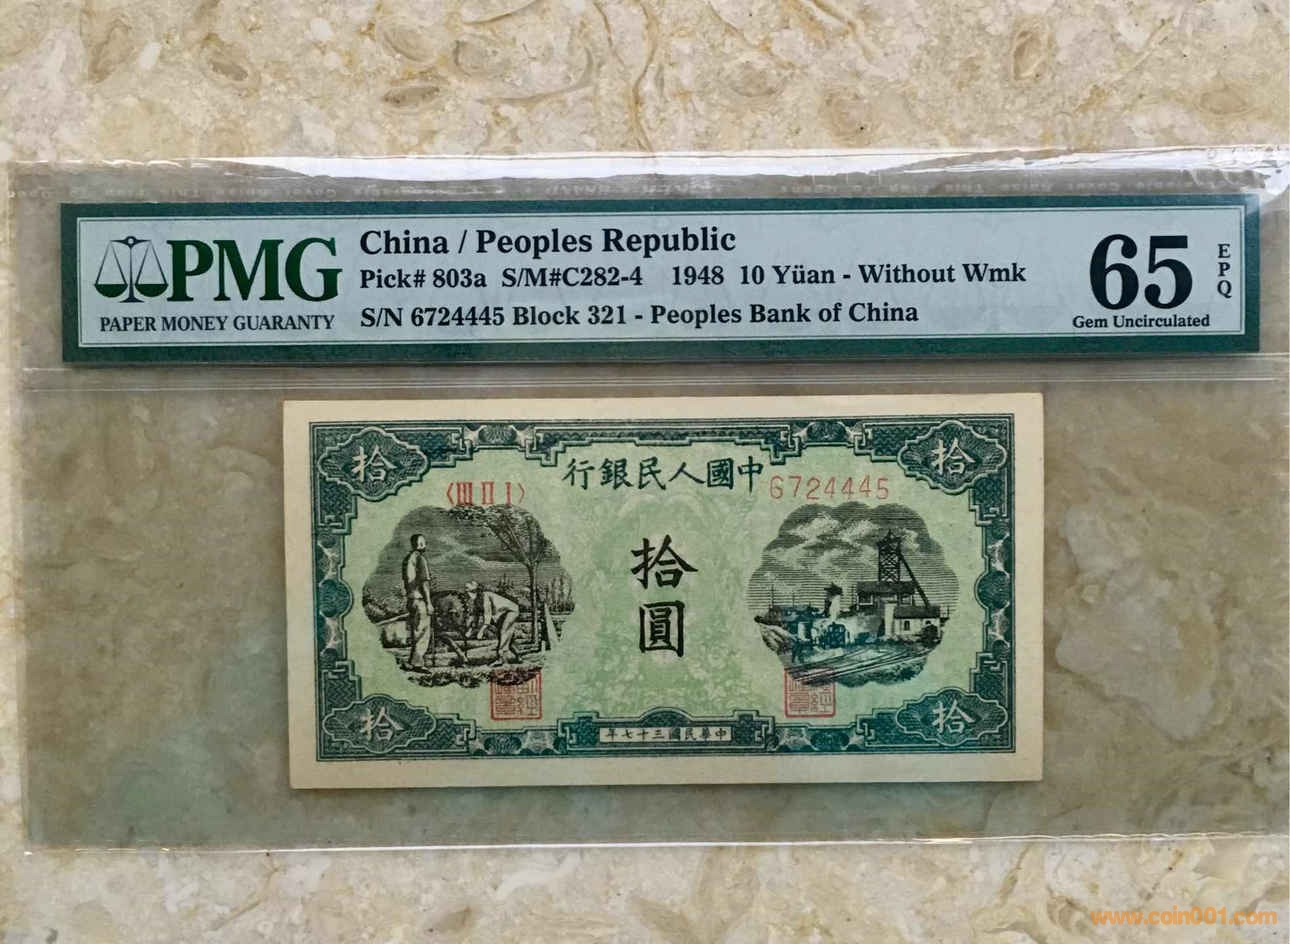 PMG
PAPER MONEY GUARANTY
China / Peoples Republic
Pick# 803a S/M#C282-4 1948 10 Yüan - Without Wmk
S/N 6724445 Block 321 - Peoples Bank of China
65
EPQ
Gem Uncirculated
拾
行銀民人國中
拾
〈III II I〉
6724445
拾
圓
拾
年七十三國民華中
拾
www.coin001.com